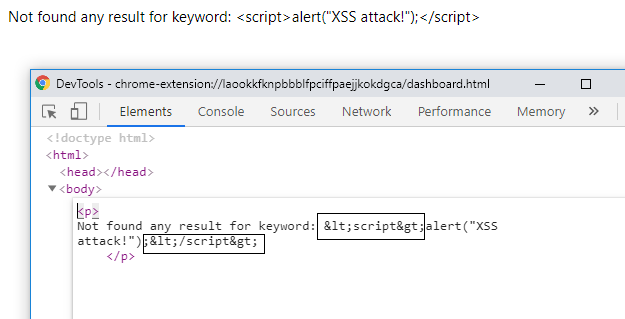 Not found any result for keyword: <script>alert("XSS attack!");</script>
DevTools - chrome-extension://laookkfknpbbblfpciffpaejjkokdgca/dashboard.html
Elements Console Sources Network Performance Memory »
<!doctype html>
<html>
<head></head>
<body>
<p>
Not found any result for keyword: &lt;script&gt;alert("XSS
attack!");&lt;/script&gt;
</p>